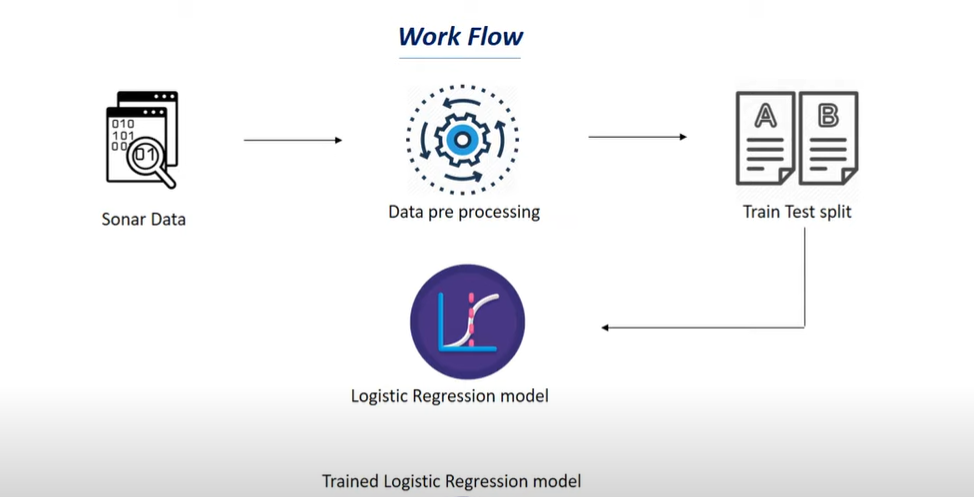 Work Flow
010
101
00
01
A
B
Sonar Data
Data pre processing
Train Test split
Logistic Regression model
Trained Logistic Regression model